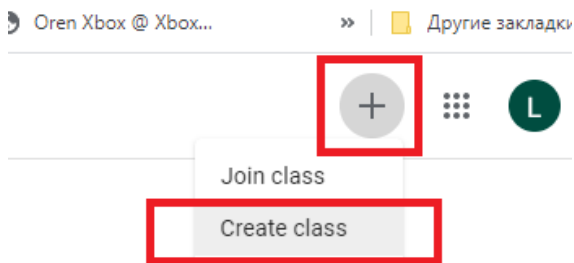 Oren Xbox @ Xbox... » Другие закладки
+ L
Join class
Create class